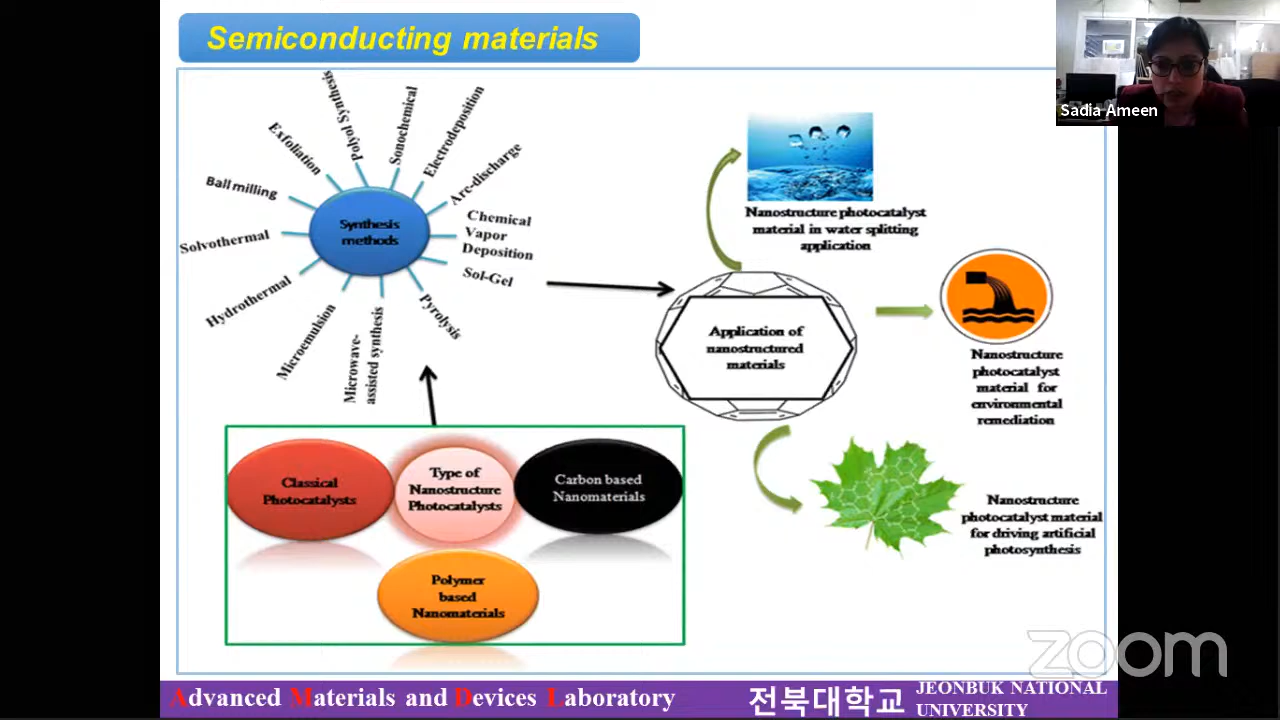 Semiconducting materials
Sadia Ameen
Polyol Synthesis
Sonochemical
Electrodeposition
Exfoliation
Arc-discharge
Ball milling
Chemical
Vapor
Deposition
Synthesis
methods
Solvothermal
Sol-Gel
Hydrothermal
Pyrolysis
Microemulsion
Microwave-
assisted synthesis
Nanostructure photocatalyst
material in water splitting
application
Application of
nanostructured
materials
Nanostructure
photocatalyst
material for
environmental
remediation
Classical
Photocatalysts
Type of
Nanostructure
Photocatalysts
Carbon based
Nanomaterials
Polymer
based
Nanomaterials
Nanostructure
photocatalyst material
for driving artificial
photosynthesis
zoom
Advanced Materials and Devices Laboratory
전북대학교
JEONBUK NATIONAL
UNIVERSITY